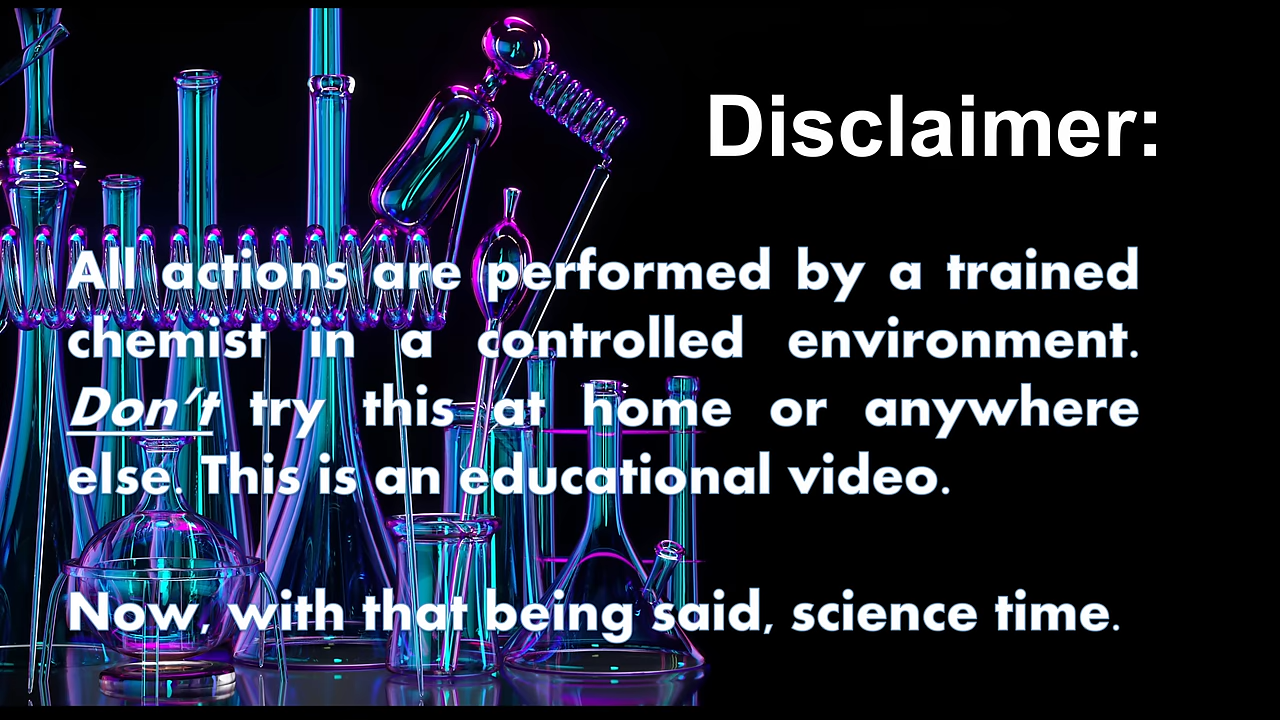 Disclaimer:
All actions are performed by a trained
chemist in a controlled environment.
Don't try this at home or anywhere
else. This is an educational video.
Now, with that being said, science time.